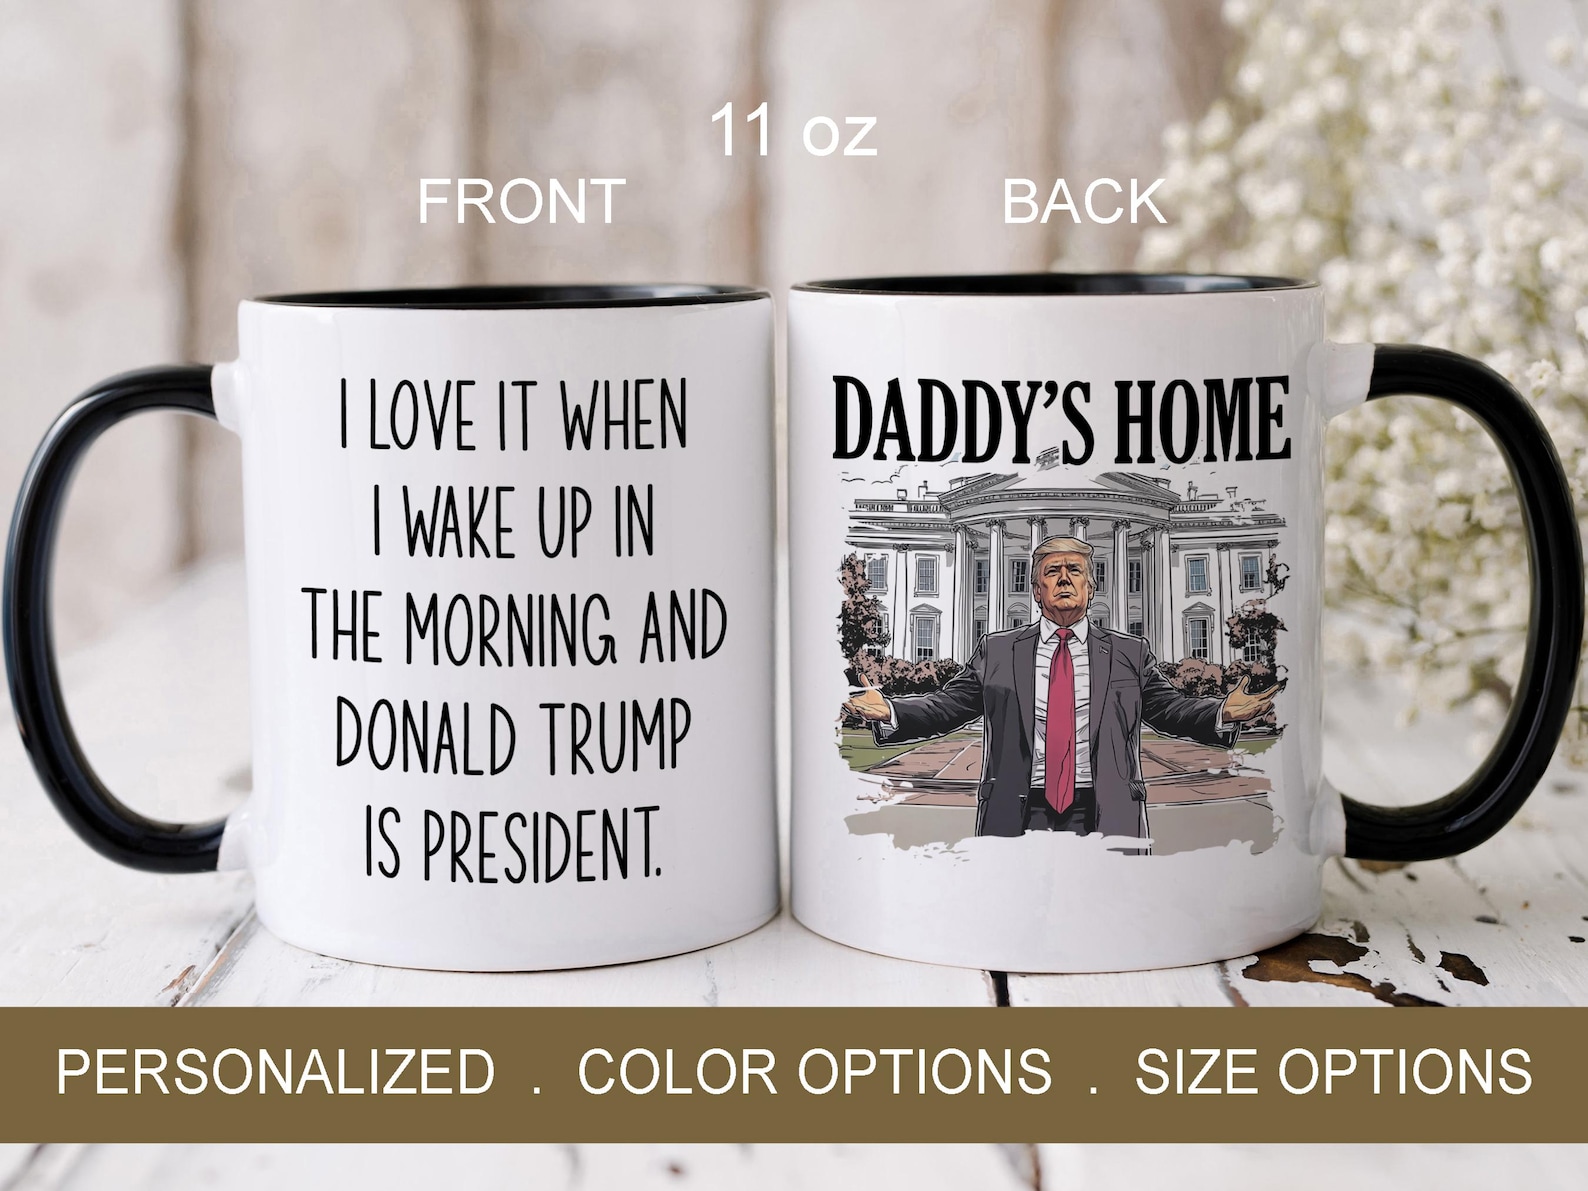 11 oz
FRONT
BACK
I LOVE IT WHEN
I WAKE UP IN
THE MORNING AND
DONALD TRUMP
IS PRESIDENT.
DADDY'S HOME
PERSONALIZED . COLOR OPTIONS . SIZE OPTIONS